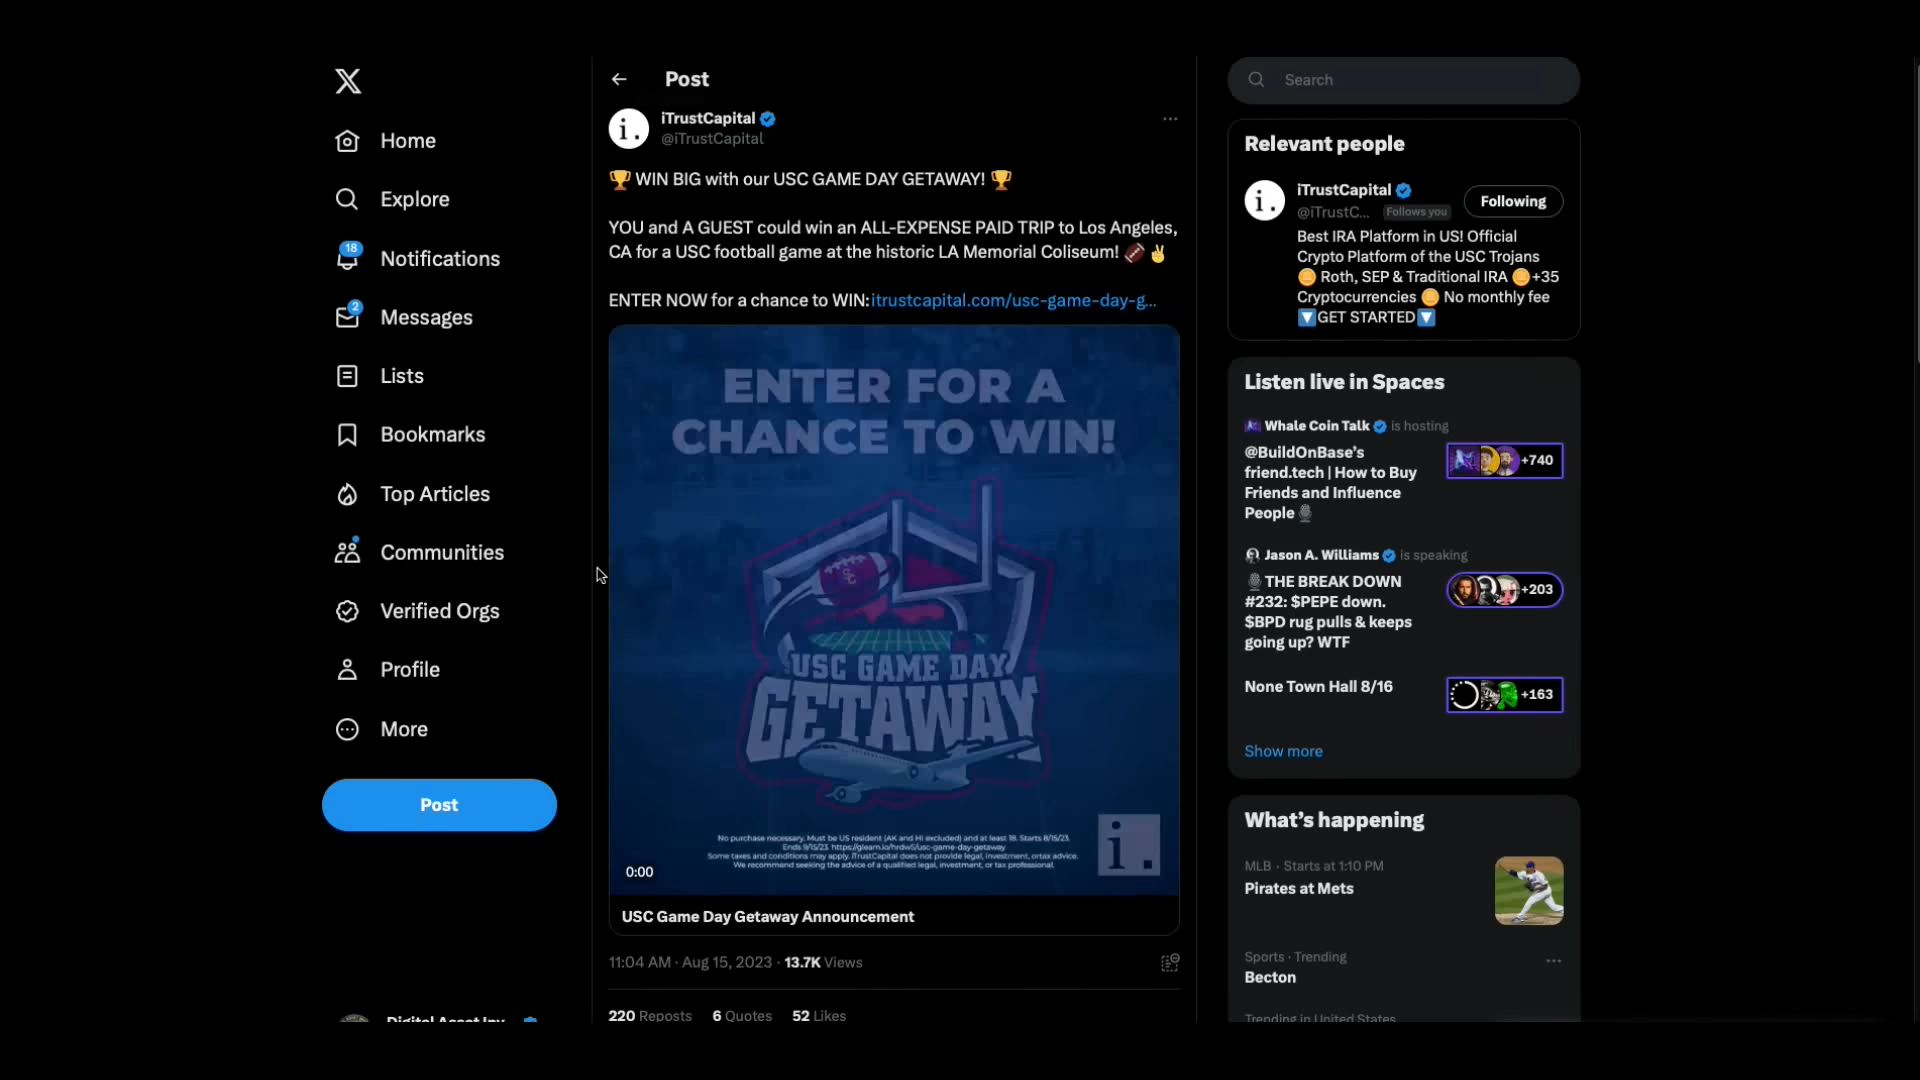 Home
Explore
18
Notifications
2
Messages
Lists
Bookmarks
Top Articles
Communities
Verified Orgs
Profile
More
Post
Digital Asset Inv
Post
i.
iTrustCapital
@iTrustCapital
🏆 WIN BIG with our USC GAME DAY GETAWAY! 🏆
YOU and A GUEST could win an ALL-EXPENSE PAID TRIP to Los Angeles,
CA for a USC football game at the historic LA Memorial Coliseum! 🏈✌
ENTER NOW for a chance to WIN: itrustcapital.com/usc-game-day-g...
ENTER FOR A
CHANCE TO WIN!
SC
USC GAME DAY
GETAWAY
No purchase necessary. Must be US resident (AK and HI excluded) and at least 18. Starts 8/15/23.
Ends 9/15/23. https://gleam.io/hrdw5/usc-game-day-getaway
Some taxes and conditions may apply. iTrustCapital does not provide legal, investment, ortax advice.
We recommend seeking the advice of a qualified legal, investment, or tax professional.
i.
0:00
USC Game Day Getaway Announcement
11:04 AM · Aug 15, 2023 · 13.7K Views
220 Reposts 6 Quotes 52 Likes
Search
Relevant people
i.
iTrustCapital
@iTrustC... Follows you
Following
Best IRA Platform in US! Official
Crypto Platform of the USC Trojans
🪙 Roth, SEP & Traditional IRA 🪙+35
Cryptocurrencies 🪙 No monthly fee
🔽GET STARTED🔽
Listen live in Spaces
Whale Coin Talk is hosting
@BuildOnBase's
friend.tech | How to Buy
Friends and Influence
People🎙
+740
Jason A. Williams is speaking
🎙THE BREAK DOWN
#232: $PEPE down.
$BPD rug pulls & keeps
going up? WTF
+203
None Town Hall 8/16
+163
Show more
What's happening
MLB · Starts at 1:10 PM
Pirates at Mets
Sports · Trending
Becton
Trending in United States